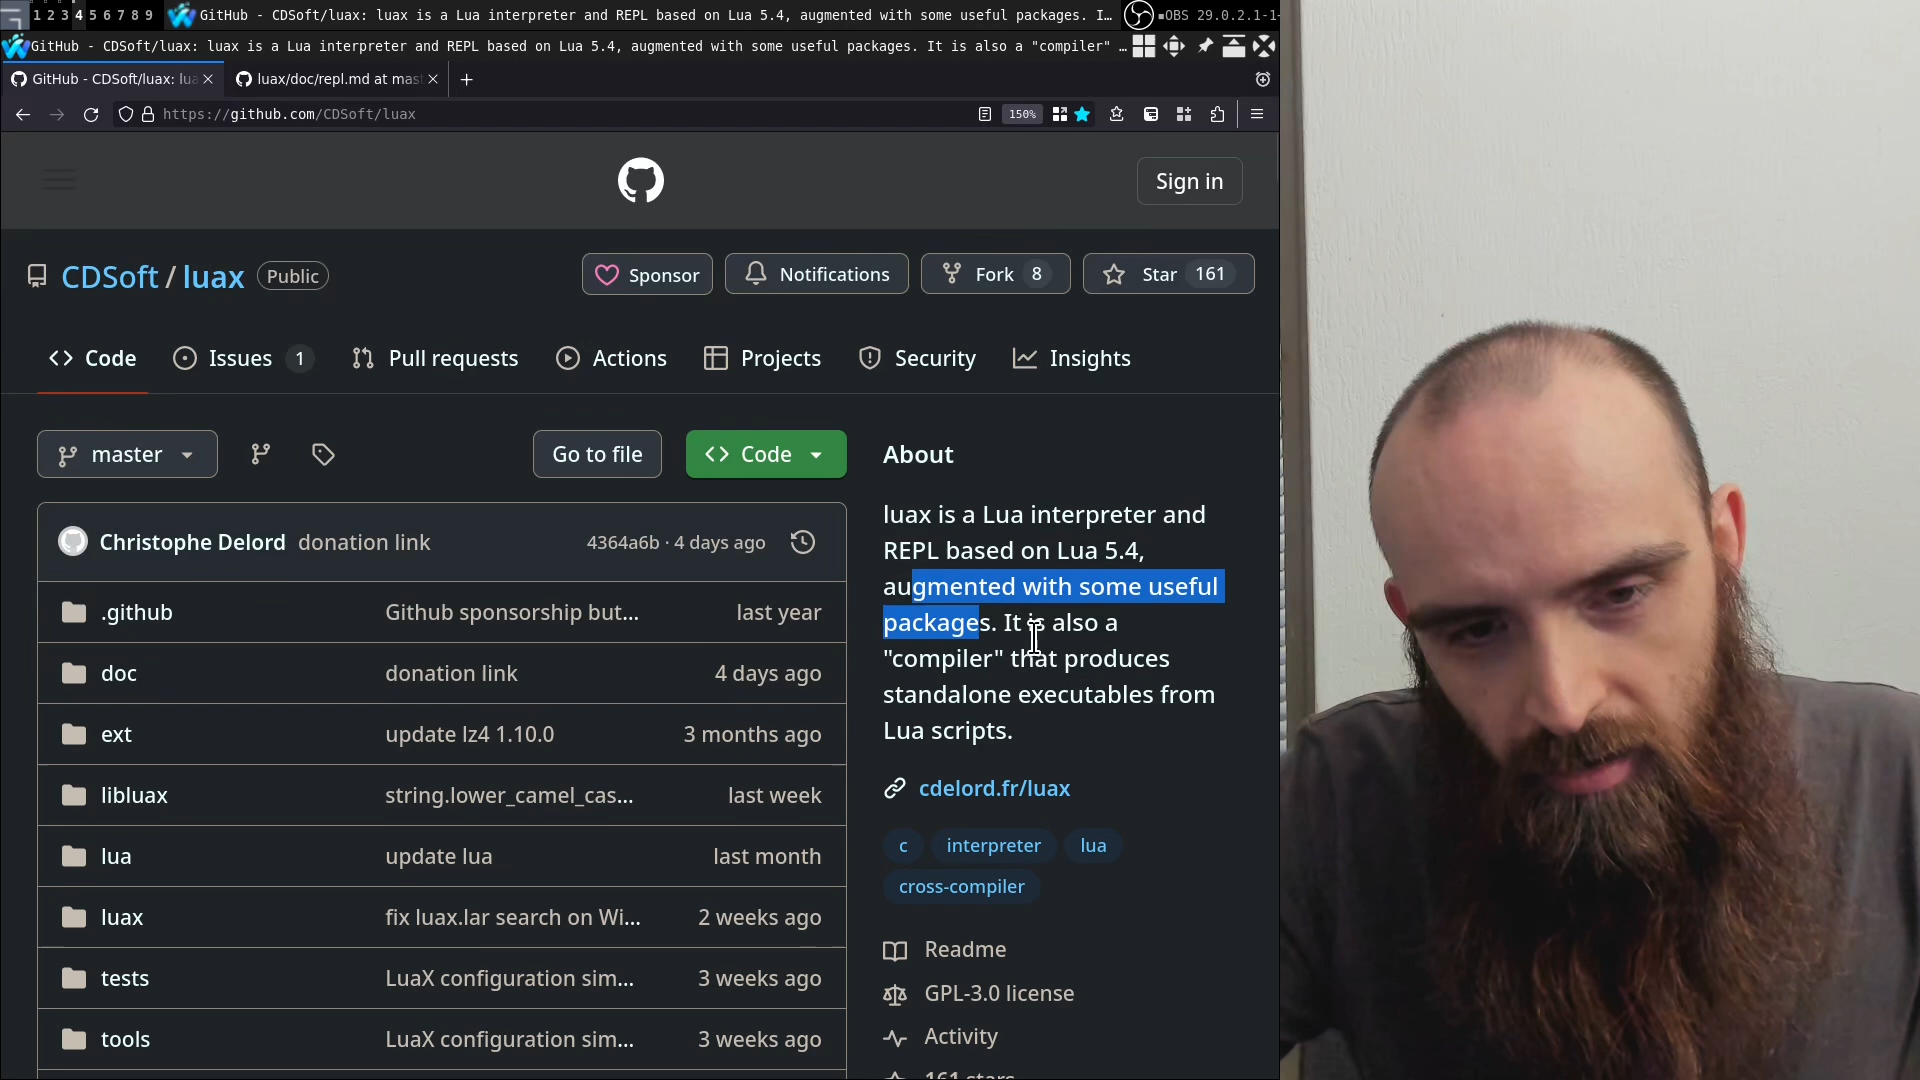 1 2 3 4 5 6 7 8 9 GitHub - CDSoft/luax: luax is a Lua interpreter and REPL based on Lua 5.4, augmented with some useful packages. I… OBS 29.0.2.1-1-
GitHub - CDSoft/luax: luax is a Lua interpreter and REPL based on Lua 5.4, augmented with some useful packages. It is also a "compiler" …
GitHub - CDSoft/luax: lua luax/doc/repl.md at mas
https://github.com/CDSoft/luax 150%
Sign in
CDSoft / luax Public Sponsor Notifications Fork 8 Star 161
Code Issues 1 Pull requests Actions Projects Security Insights
master Go to file Code
Christophe Delord donation link 4364a6b · 4 days ago
.github Github sponsorship but… last year
doc donation link 4 days ago
ext update lz4 1.10.0 3 months ago
libluax string.lower_camel_cas… last week
lua update lua last month
luax fix luax.lar search on Wi… 2 weeks ago
tests LuaX configuration sim… 3 weeks ago
tools LuaX configuration sim… 3 weeks ago
About
luax is a Lua interpreter and
REPL based on Lua 5.4,
augmented with some useful
packages. It is also a
"compiler" that produces
standalone executables from
Lua scripts.
cdelord.fr/luax
c interpreter lua
cross-compiler
Readme
GPL-3.0 license
Activity
161 stars